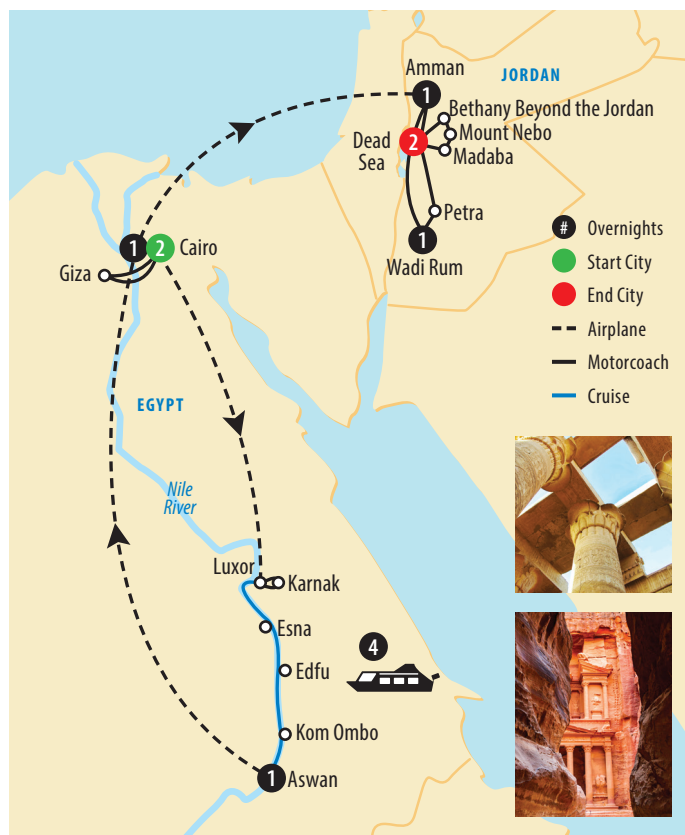 Amman
1
JORDAN
Bethany Beyond the Jordan
Mount Nebo
Madaba
Dead
Sea
2
Petra
1
Wadi Rum
1
2
Cairo
Giza
# Overnights
Start City
End City
Airplane
Motorcoach
Cruise
EGYPT
Nile
River
Luxor
Karnak
Esna
4
Edfu
Kom Ombo
1
Aswan